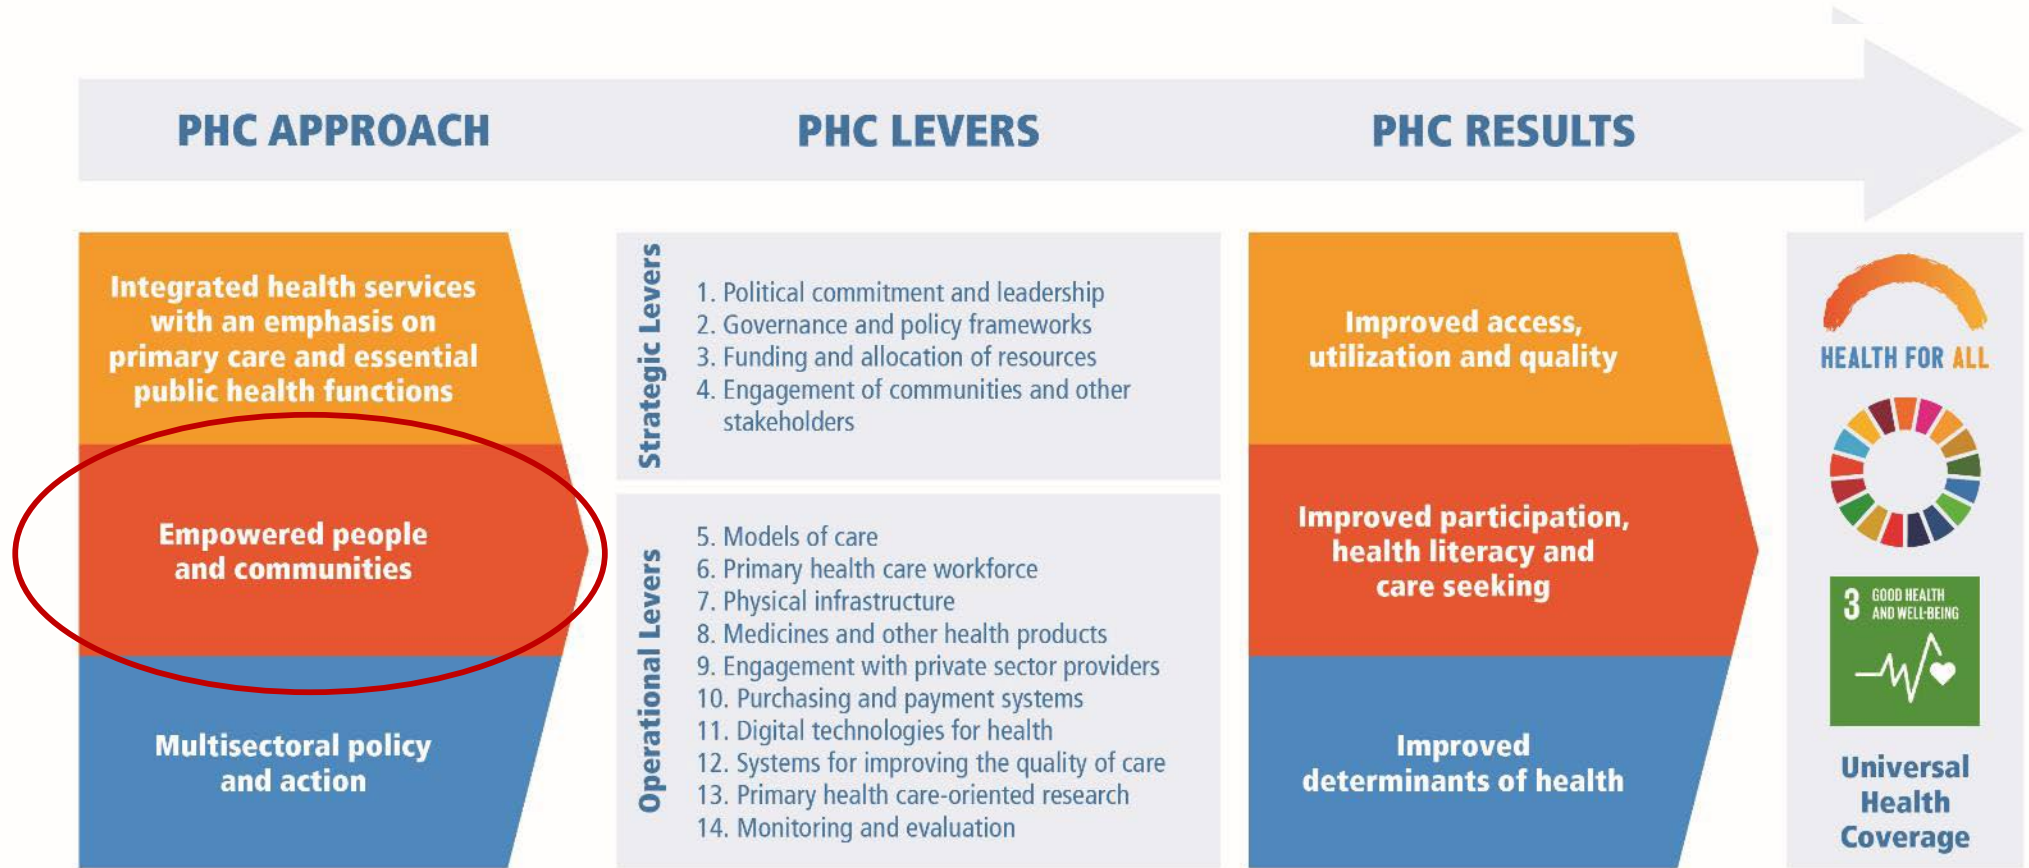 PHC APPROACH
PHC LEVERS
PHC RESULTS
Integrated health services
with an emphasis on
primary care and essential
public health functions
Empowered people
and communities
Multisectoral policy
and action
Strategic Levers
1. Political commitment and leadership
2. Governance and policy frameworks
3. Funding and allocation of resources
4. Engagement of communities and other
stakeholders
Operational Levers
5. Models of care
6. Primary health care workforce
7. Physical infrastructure
8. Medicines and other health products
9. Engagement with private sector providers
10. Purchasing and payment systems
11. Digital technologies for health
12. Systems for improving the quality of care
13. Primary health care-oriented research
14. Monitoring and evaluation
Improved access,
utilization and quality
Improved participation,
health literacy and
care seeking
Improved
determinants of health
HEALTH FOR ALL
3 GOOD HEALTH
AND WELL-BEING
Universal
Health
Coverage